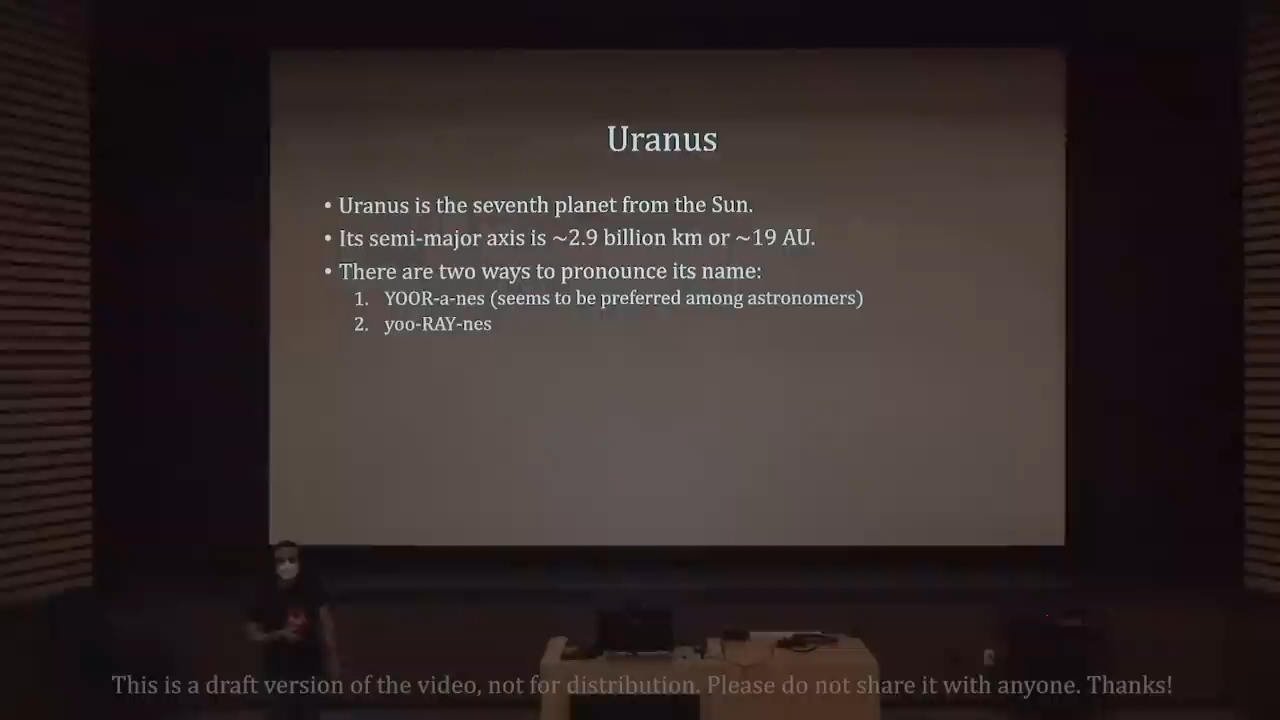 Uranus
• Uranus is the seventh planet from the Sun.
• Its semi-major axis is ~2.9 billion km or ~19 AU.
• There are two ways to pronounce its name:
1. YOOR-a-nes (seems to be preferred among astronomers)
2. yoo-RAY-nes
This is a draft version of the video, not for distribution. Please do not share it with anyone. Thanks!